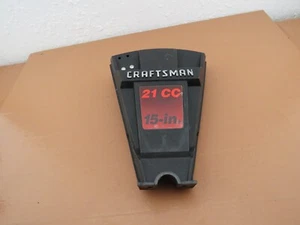 CRAFTSMAN
21 CC
15-in.